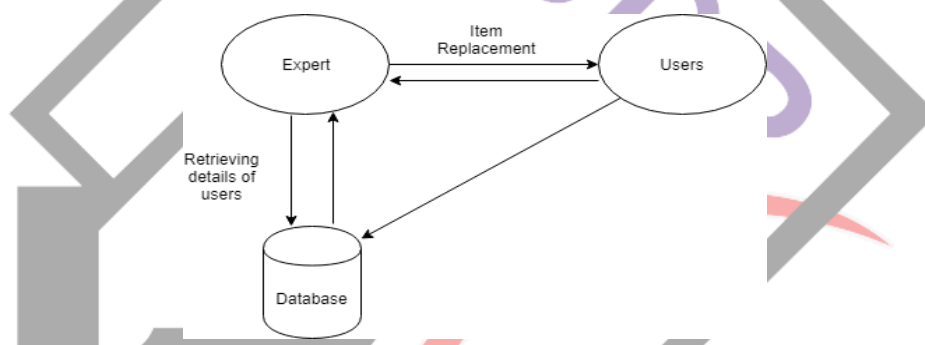 Item
Replacement
Expert
Users
Retrieving
details of
users
Database